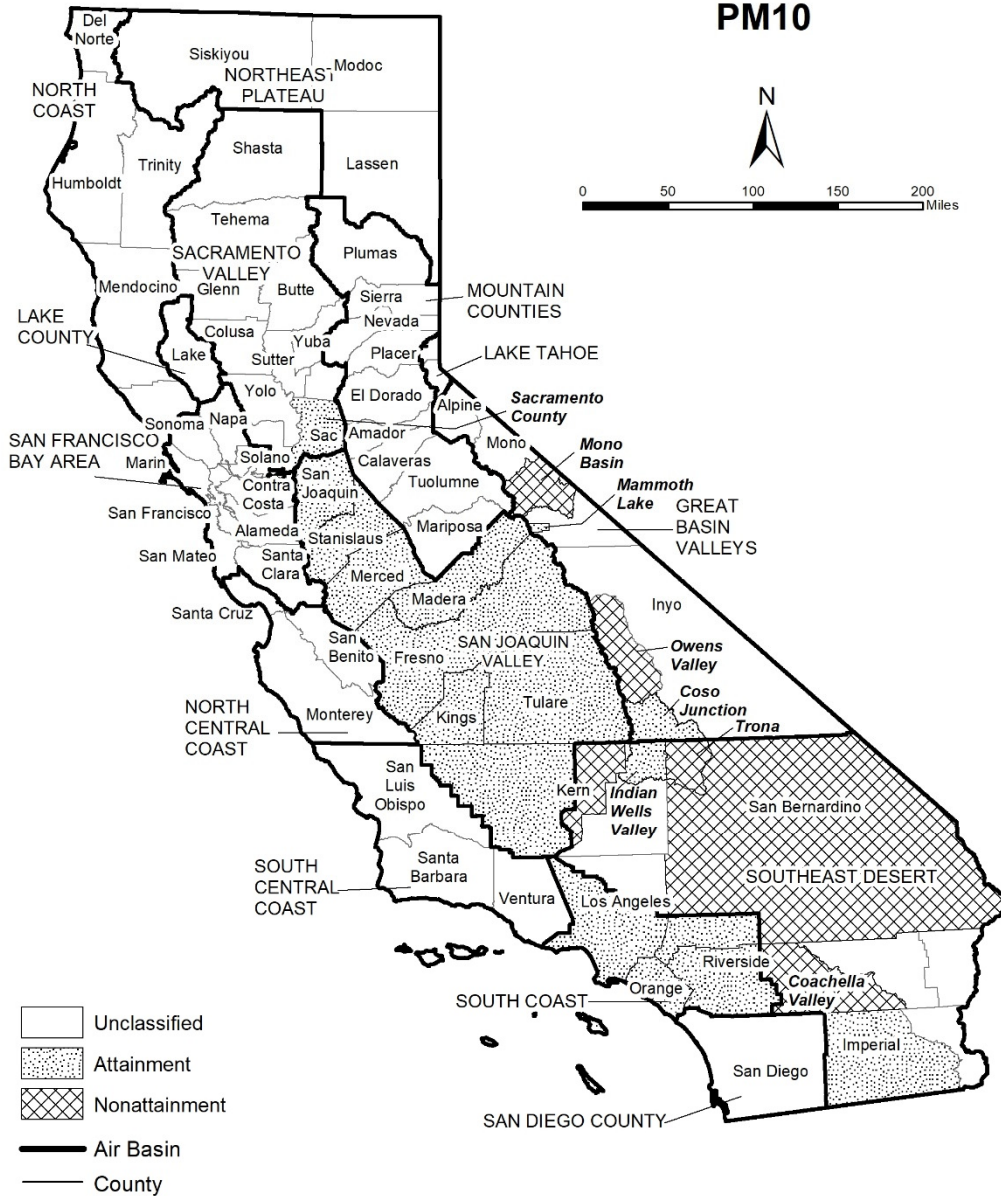 PM10
N
0 50 100 150 200
Miles
Del
Norte
Siskiyou
Modoc
NORTHEAST
PLATEAU
NORTH
COAST
Shasta
Trinity
Lassen
Humboldt
Tehema
SACRAMENTO
VALLEY
Plumas
Mendocino
Glenn
Butte
Sierra
MOUNTAIN
COUNTIES
LAKE
COUNTY
Nevada
Colusa
Yuba
Lake
Sutter
Placer
LAKE TAHOE
Yolo
El Dorado
Alpine
Sacramento
County
Sonoma
Napa
Sac
Amador
Mono
SAN FRANCISCO
BAY AREA
Marin
Solano
Calaveras
Mono
Basin
Contra
Costa
San
Joaquin
Tuolumne
Mammoth
Lake
San Francisco
Alameda
Stanislaus
Mariposa
GREAT
BASIN
VALLEYS
San Mateo
Santa
Clara
Merced
Santa Cruz
Madera
Inyo
San
Benito
Fresno
SAN JOAQUIN
VALLEY
Owens
Valley
Coso
Junction
NORTH
CENTRAL
COAST
Monterey
Kings
Tulare
Trona
San
Luis
Obispo
Kern
Indian
Wells
Valley
San Bernardino
SOUTH
CENTRAL
COAST
Santa
Barbara
Ventura
Los Angeles
SOUTHEAST DESERT
Riverside
Orange
Coachella
Valley
SOUTH COAST
Imperial
San Diego
SAN DIEGO COUNTY
Unclassified
Attainment
Nonattainment
Air Basin
County